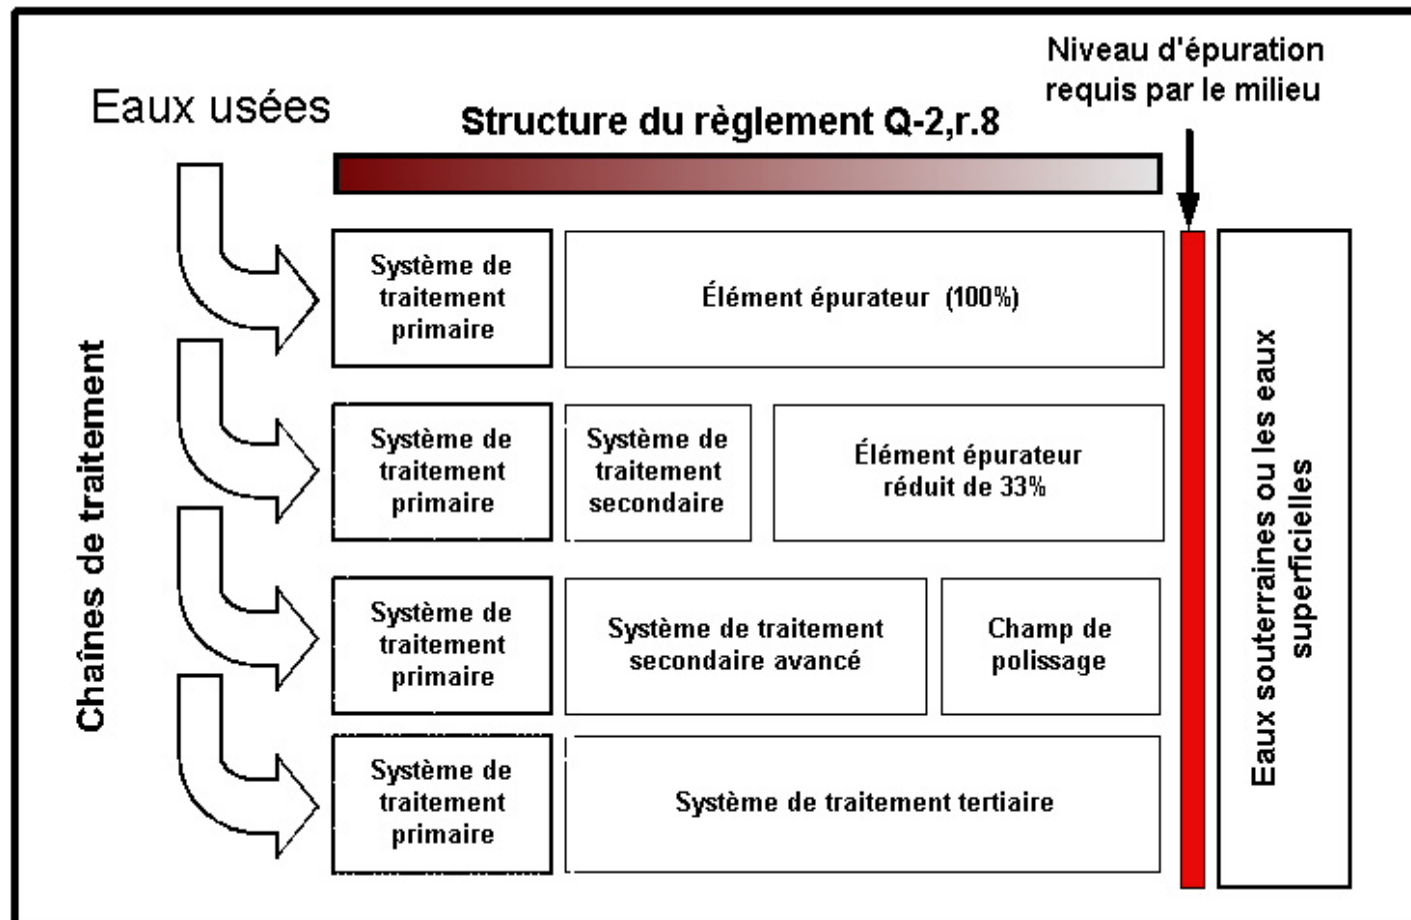 Niveau d'épuration
requis par le milieu
Eaux usées
Structure du règlement Q-2,r.8
Chaînes de traitement
Système de
traitement
primaire
Élément épurateur (100%)
Système de
traitement
primaire
Système de
traitement
secondaire
Élément épurateur
réduit de 33%
Système de
traitement
primaire
Système de traitement
secondaire avancé
Champ de
polissage
Système de
traitement
primaire
Système de traitement tertiaire
Eaux souterraines ou les eaux
superficielles